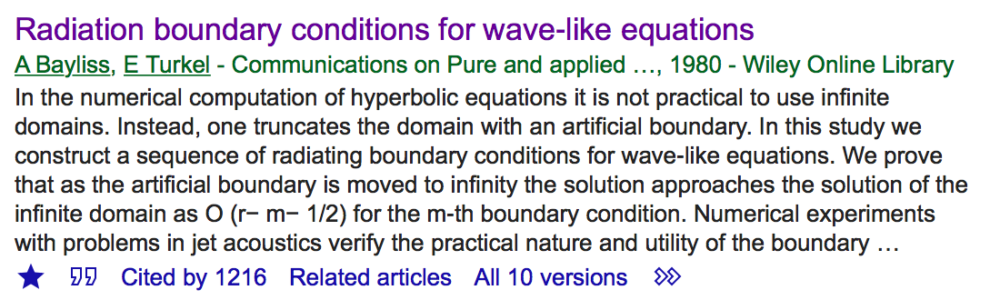 Radiation boundary conditions for wave-like equations
A Bayliss, E Turkel - Communications on Pure and applied …, 1980 - Wiley Online Library
In the numerical computation of hyperbolic equations it is not practical to use infinite
domains. Instead, one truncates the domain with an artificial boundary. In this study we
construct a sequence of radiating boundary conditions for wave-like equations. We prove
that as the artificial boundary is moved to infinity the solution approaches the solution of the
infinite domain as O (r− m− 1/2) for the m-th boundary condition. Numerical experiments
with problems in jet acoustics verify the practical nature and utility of the boundary …
Cited by 1216 Related articles All 10 versions